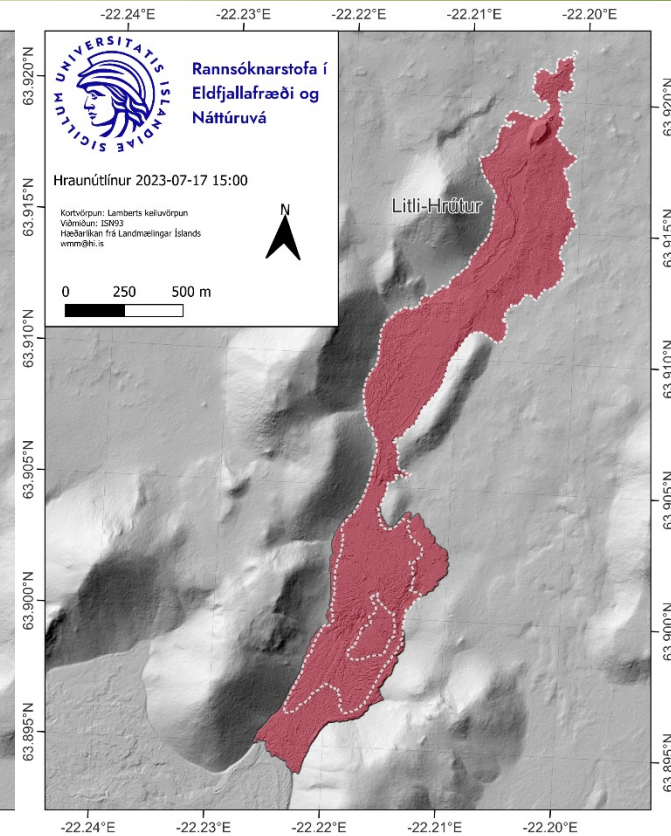 -22.24°E -22.23°E -22.22°E -22.21°E -22.20°E
UNIVERSITATIS ISLANDIAE SIGILLUM
Rannsóknarstofa í
Eldfjallafræði og
Náttúruvá
Hraunútlínur 2023-07-17 15:00
Kortvörpun: Lamberts keiluvörpun
Viðmiðun: ISN93
Hæðarlíkan frá Landmælingar Íslands
wmm@hi.is
N
0 250 500 m
Litli-Hrútur
63.920°N
63.915°N
63.910°N
63.905°N
63.900°N
63.895°N
63.920°N
63.915°N
63.910°N
63.905°N
63.900°N
63.895°N
-22.24°E -22.23°E -22.22°E -22.21°E -22.20°E